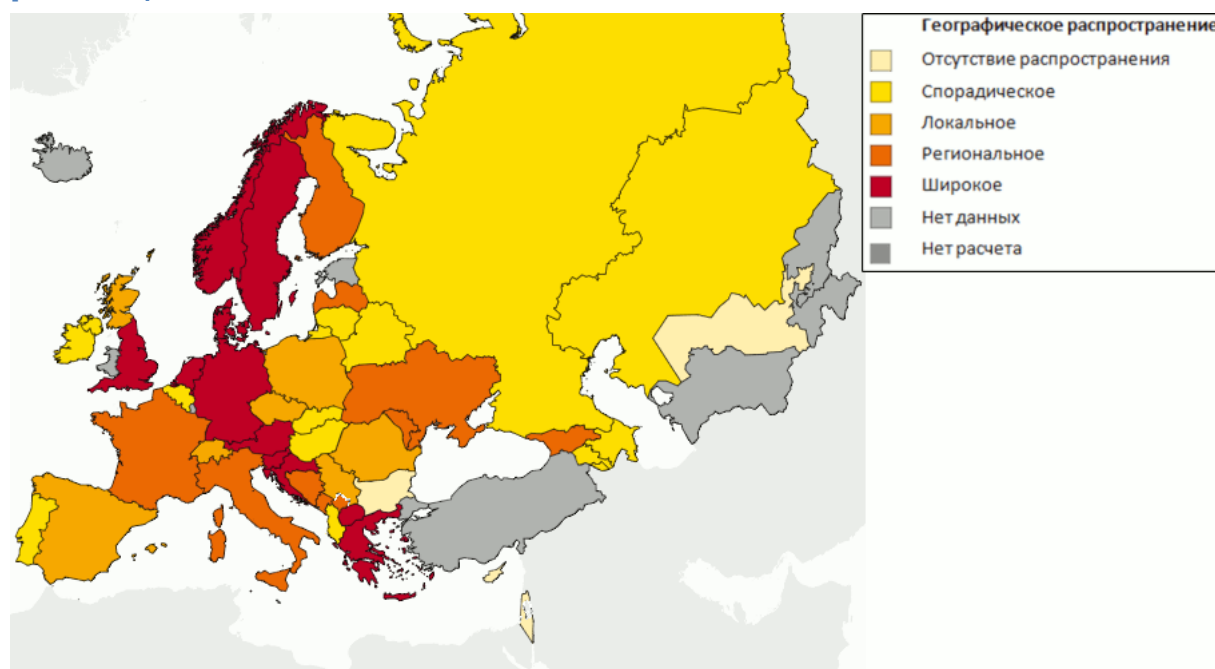 Географическое распространение
Отсутствие распространения
Спорадическое
Локальное
Региональное
Широкое
Нет данных
Нет расчета